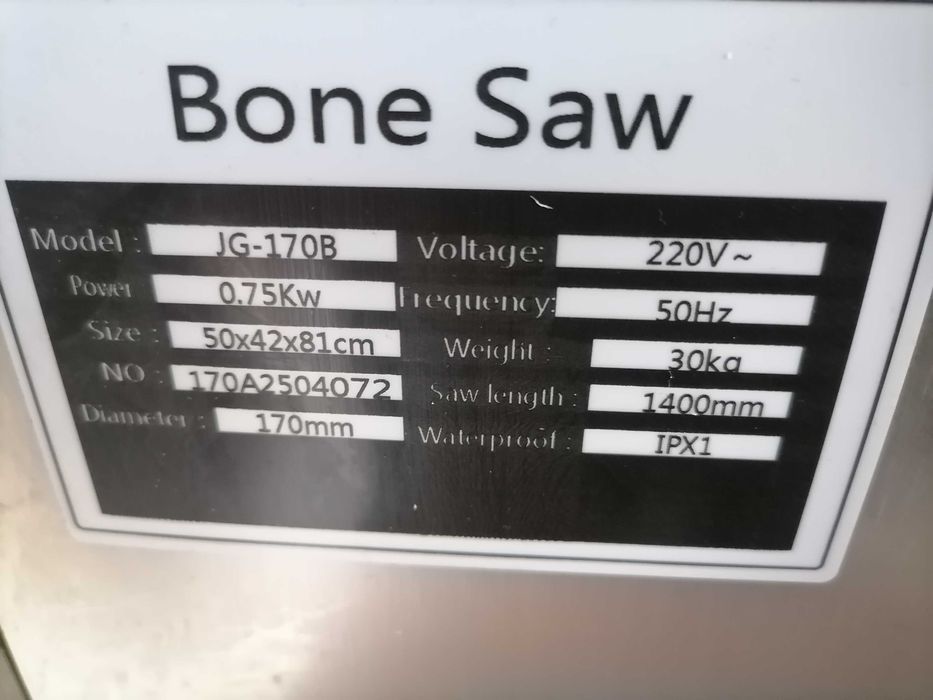 Bone Saw
Model : JG-170B Voltage: 220V~
Power 0.75Kw Frequency: 50Hz
Size : 50x42x81cm Weight : 30kg
NO : 170A2504072 Saw length : 1400mm
Diameter : 170mm Waterproof : IPX1